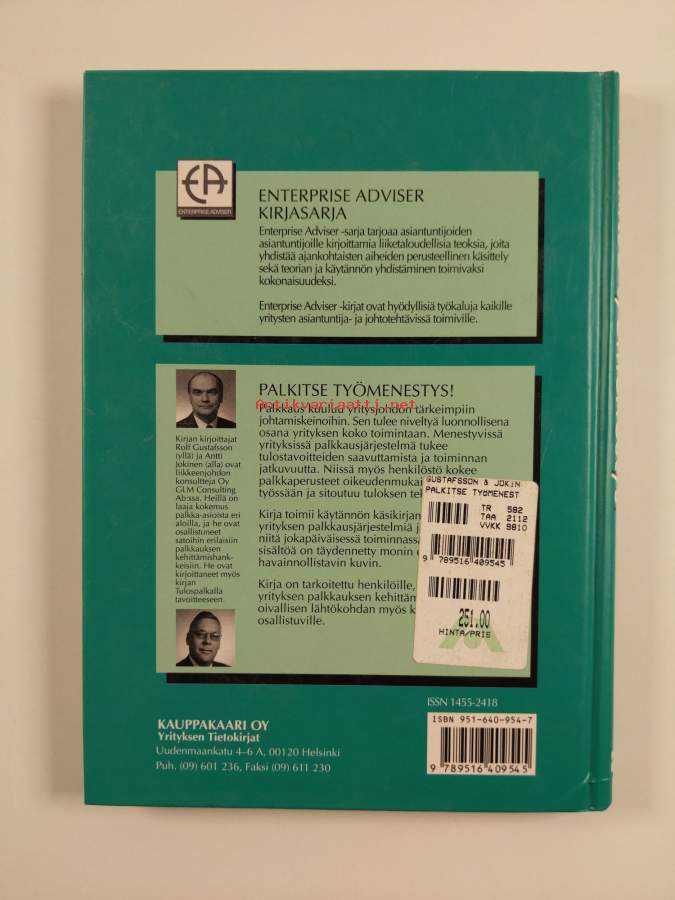 EA
ENTERPRISE ADVISER
ENTERPRISE ADVISER
KIRJASARJA
Enterprise Adviser -sarja tarjoaa asiantuntijoiden
asiantuntijoille kirjoittamia liiketaloudellisia teoksia, joita
yhdistää ajankohtaisten aiheiden perusteellinen käsittely
sekä teorian ja käytännön yhdistäminen toimivaksi
kokonaisuudeksi.
Enterprise Adviser -kirjat ovat hyödyllisiä työkaluja kaikille
yritysten asiantuntija- ja johtotehtävissä toimiville.
PALKITSE TYÖMENESTYS!
Antikvariaatti.net
Palkkaus kuuluu yritysjohdon tärkeimpiin
johtamiskeinoihin. Sen tulee niveltyä luonnollisena
osana yrityksen koko toimintaan. Menestyvissä
yrityksissä palkkausjärjestelmä tukee
tulostavoitteiden saavuttamista ja toiminnan
jatkuvuutta. Niissä myös henkilöstö kokee
palkkaperusteet oikeudenmukai
työssään ja sitoutuu tuloksen te
Kirja toimii käytännön käsikirjan
yrityksen palkkausjärjestelmiä j
niitä jokapäiväisessä toiminnass
sisältöä on täydennetty monin e
havainnollistavin kuvin.
Kirja on tarkoitettu henkilöille,
yrityksen palkkauksen kehittäm
oivallisen lähtökohdan myös k
osallistuville.
Kirjan kirjoittajat
Rolf Gustafsson
(yllä) ja Antti
Jokinen (alla) ovat
liikkeenjohdon
konsultteja Oy
GLM Consulting
Ab:ssa. Heillä on
laaja kokemus
palkka-asioista eri
aloilla, ja he ovat
osallistuneet
satoihin erilaisiin
palkkauksen
kehittämishank-
keisiin. He ovat
kirjoittaneet myös
kirjan
Tulospalkalla
tavoitteeseen.
GUSTAFSSON & JOKIN
PALKITSE TYÖMENEST
TR 582
TAA 2112
VVKK 9810
9 789516 409545
251.00
HINTA/PRIS
ISSN 1455-2418
ISBN 951-640-954-7
9 789516 409545
KAUPPAKAARI OY
Yrityksen Tietokirjat
Uudenmaankatu 4–6 A, 00120 Helsinki
Puh. (09) 601 236, Faksi (09) 611 230